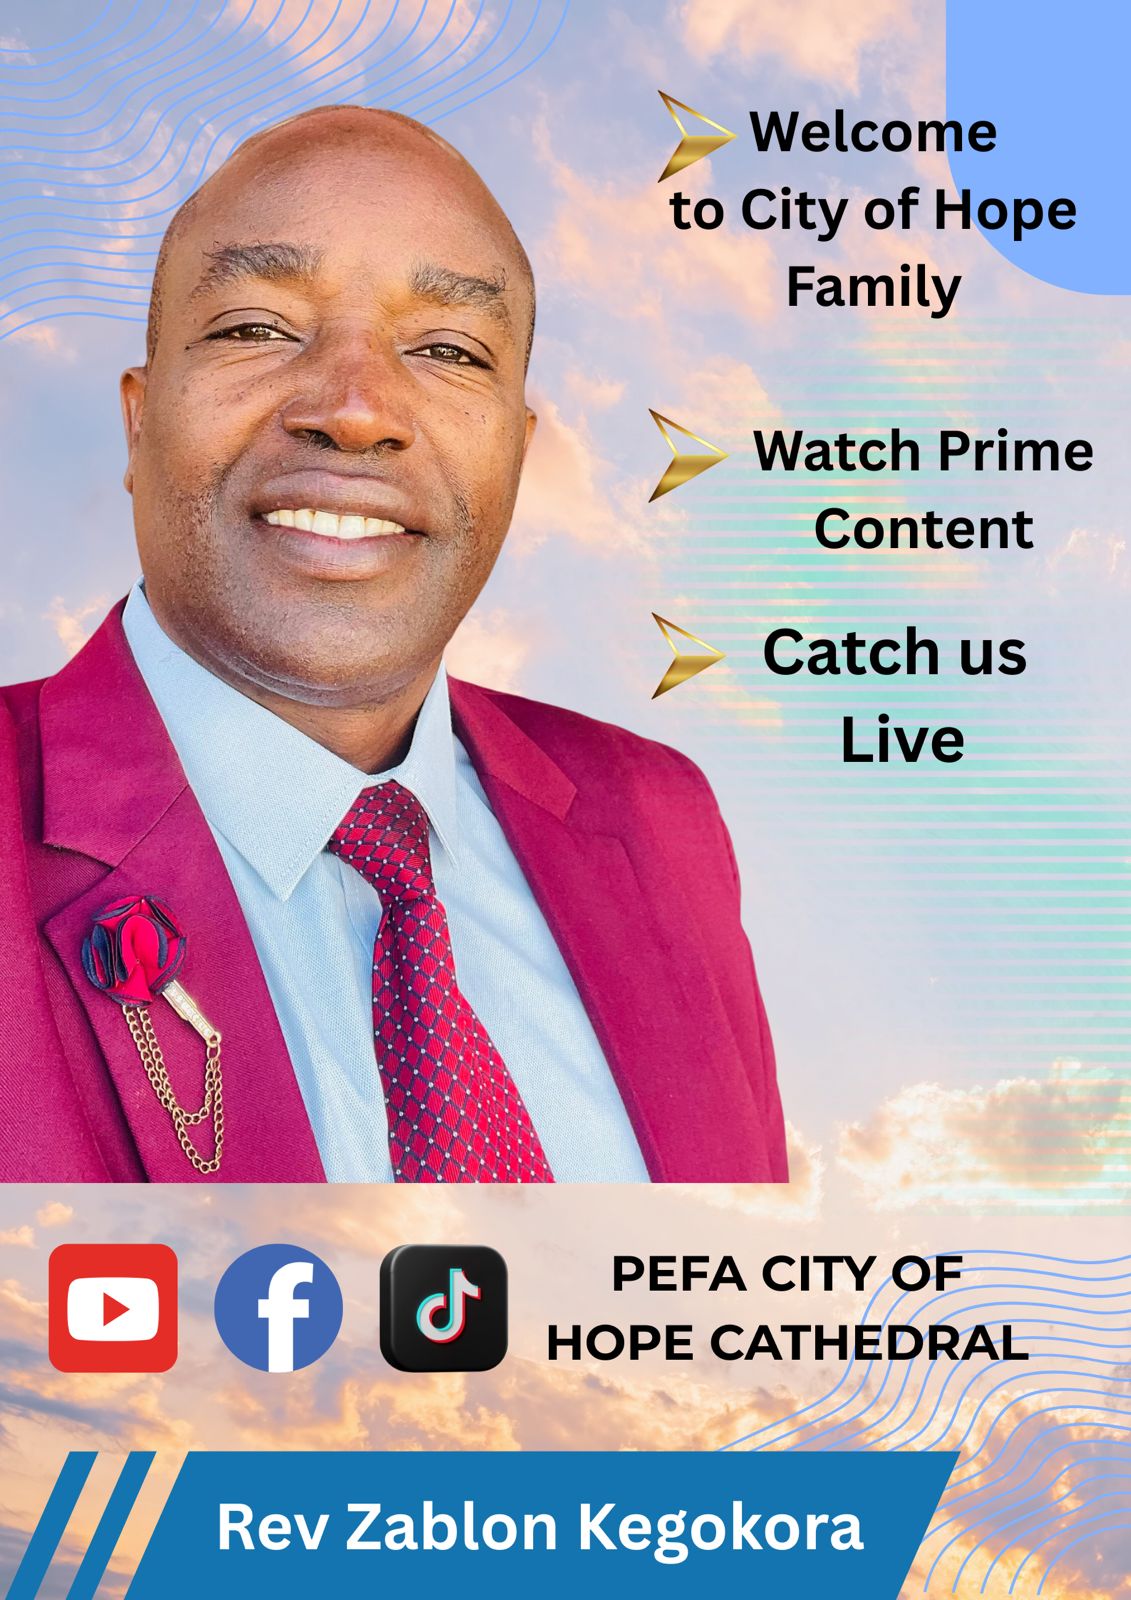 Welcome
to City of Hope
Family
Watch Prime
Content
Catch us
Live
PEFA CITY OF
HOPE CATHEDRAL
Rev Zablon Kegokora